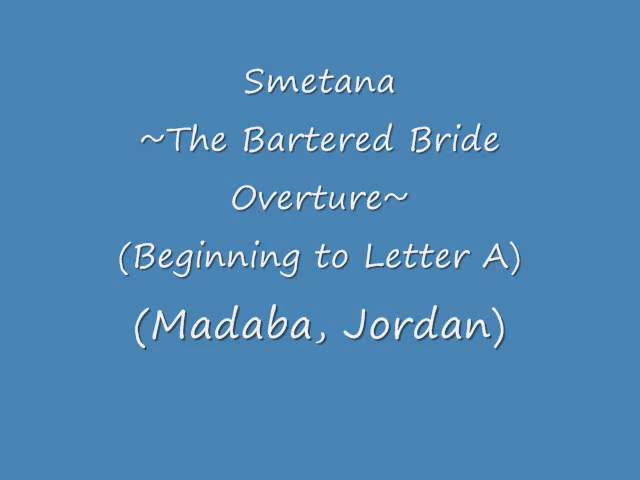 Smetana
~The Bartered Bride
Overture~
(Beginning to Letter A)
(Madaba, Jordan)